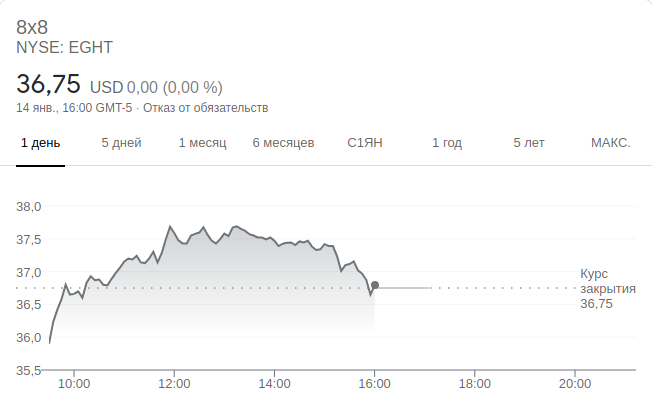 8x8
NYSE: EGHT
36,75 USD 0,00 (0,00 %)
14 янв., 16:00 GMT-5 · Отказ от обязательств
1 день 5 дней 1 месяц 6 месяцев С1ЯН 1 год 5 лет МАКС.
38,0
37,5
37,0
36,5
36,0
35,5
Курс
закрытия
36,75
10:00 12:00 14:00 16:00 18:00 20:00